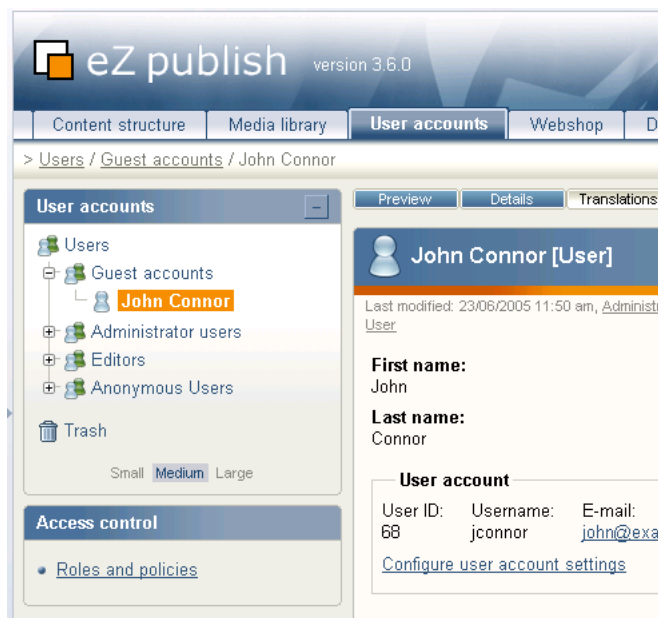 eZ publish version 3.6.0
Content structure Media library User accounts Webshop D
> Users / Guest accounts / John Connor
User accounts
Users
Guest accounts
John Connor
Administrator users
Editors
Anonymous Users
Trash
Small Medium Large
Access control
Roles and policies
Preview Details Translations
John Connor [User]
Last modified: 23/06/2005 11:50 am, Administr
User
First name:
John
Last name:
Connor
User account
User ID: Username: E-mail:
68 jconnor john@exa
Configure user account settings